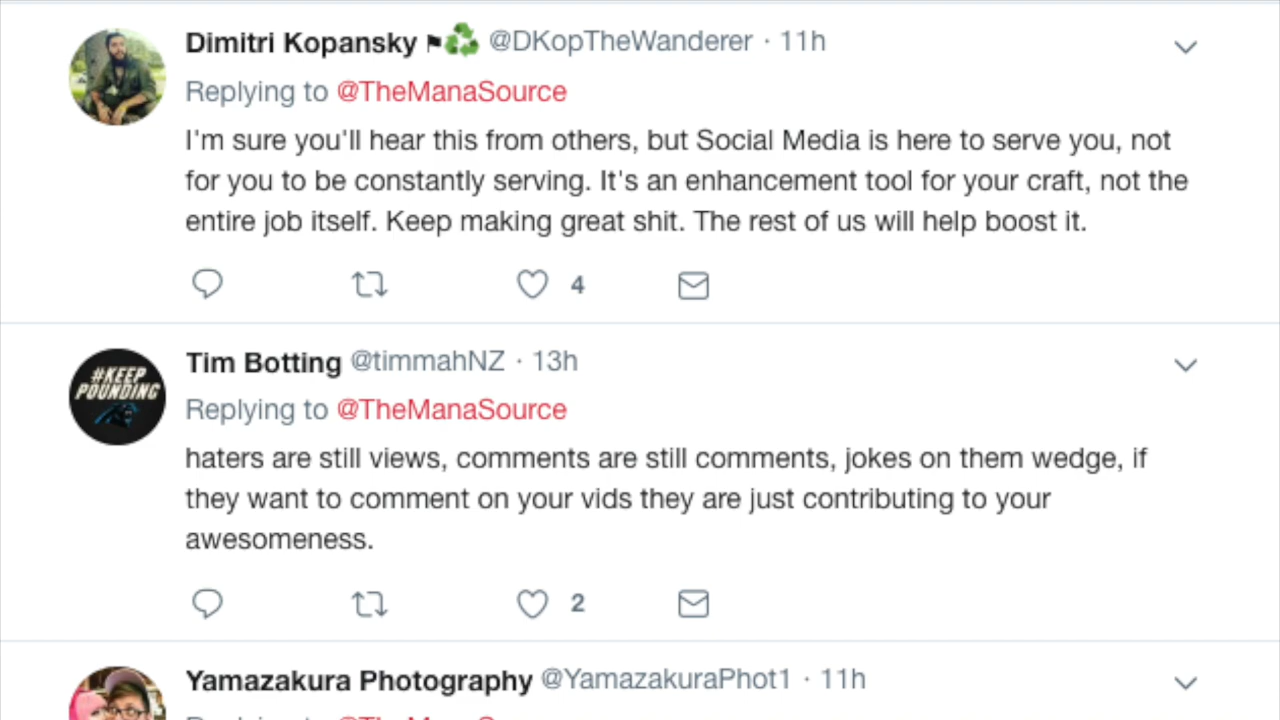 Dimitri Kopansky @DKopTheWanderer · 11h
Replying to @TheManaSource
I'm sure you'll hear this from others, but Social Media is here to serve you, not
for you to be constantly serving. It's an enhancement tool for your craft, not the
entire job itself. Keep making great shit. The rest of us will help boost it.
4
#KEEP
POUNDING
Tim Botting @timmahNZ · 13h
Replying to @TheManaSource
haters are still views, comments are still comments, jokes on them wedge, if
they want to comment on your vids they are just contributing to your
awesomeness.
2
Yamazakura Photography @YamazakuraPhot1 · 11h